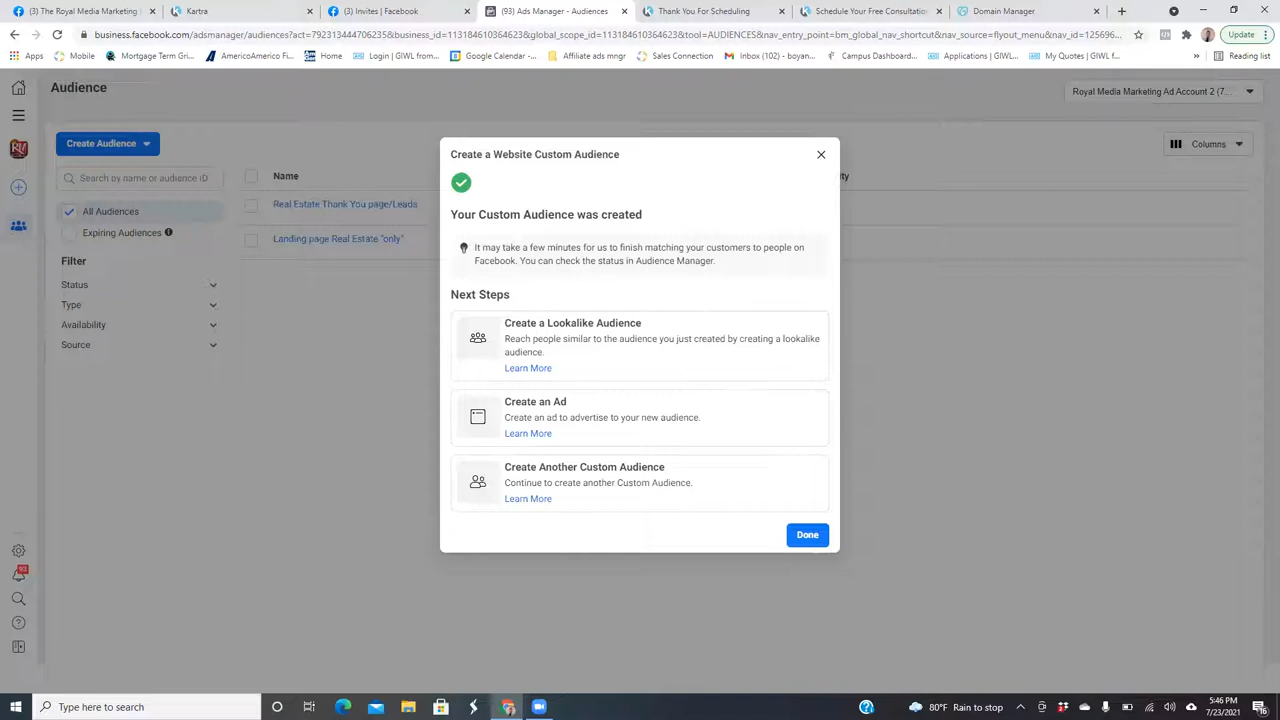 (3) The Royal Media Marketing
Kartra
(3) Invites | Facebook
(93) Ads Manager - Audiences
Thank You For Scheduling
Schedule Your Free Consultation
Domain Manager
business.facebook.com/adsmanager/audiences?act=792313444706235&business_id=113184610364623&global_scope_id=113184610364623&tool=AUDIENCES&nav_entry_point=bm_global_nav_shortcut&nav_source=flyout_menu&nav_id=125696...
Update
Apps
Mobile
Mortgage Term Gri...
AmericoAmerico Fi...
Home
Login | GIWL from...
Google Calendar -...
Affiliate ads mngr
Sales Connection
Inbox (102) - boyan...
Campus Dashboard...
Applications | GIWL...
My Quotes | GIWL f...
»
Reading list
Audience
Royal Media Marketing Ad Account 2 (7...
Create Audience
Columns
Search by name or audience ID
Name
All Audiences
Real Estate Thank You page/Leads
Expiring Audiences
Landing page Real Estate "only"
Filter
Status
Type
Availability
Source
Create a Website Custom Audience
Your Custom Audience was created
It may take a few minutes for us to finish matching your customers to people on
Facebook. You can check the status in Audience Manager.
Next Steps
Create a Lookalike Audience
Reach people similar to the audience you just created by creating a lookalike
audience.
Learn More
Create an Ad
Create an ad to advertise to your new audience.
Learn More
Create Another Custom Audience
Continue to create another Custom Audience.
Learn More
Done
93
Type here to search
80°F Rain to stop
5:46 PM
7/23/2021
16